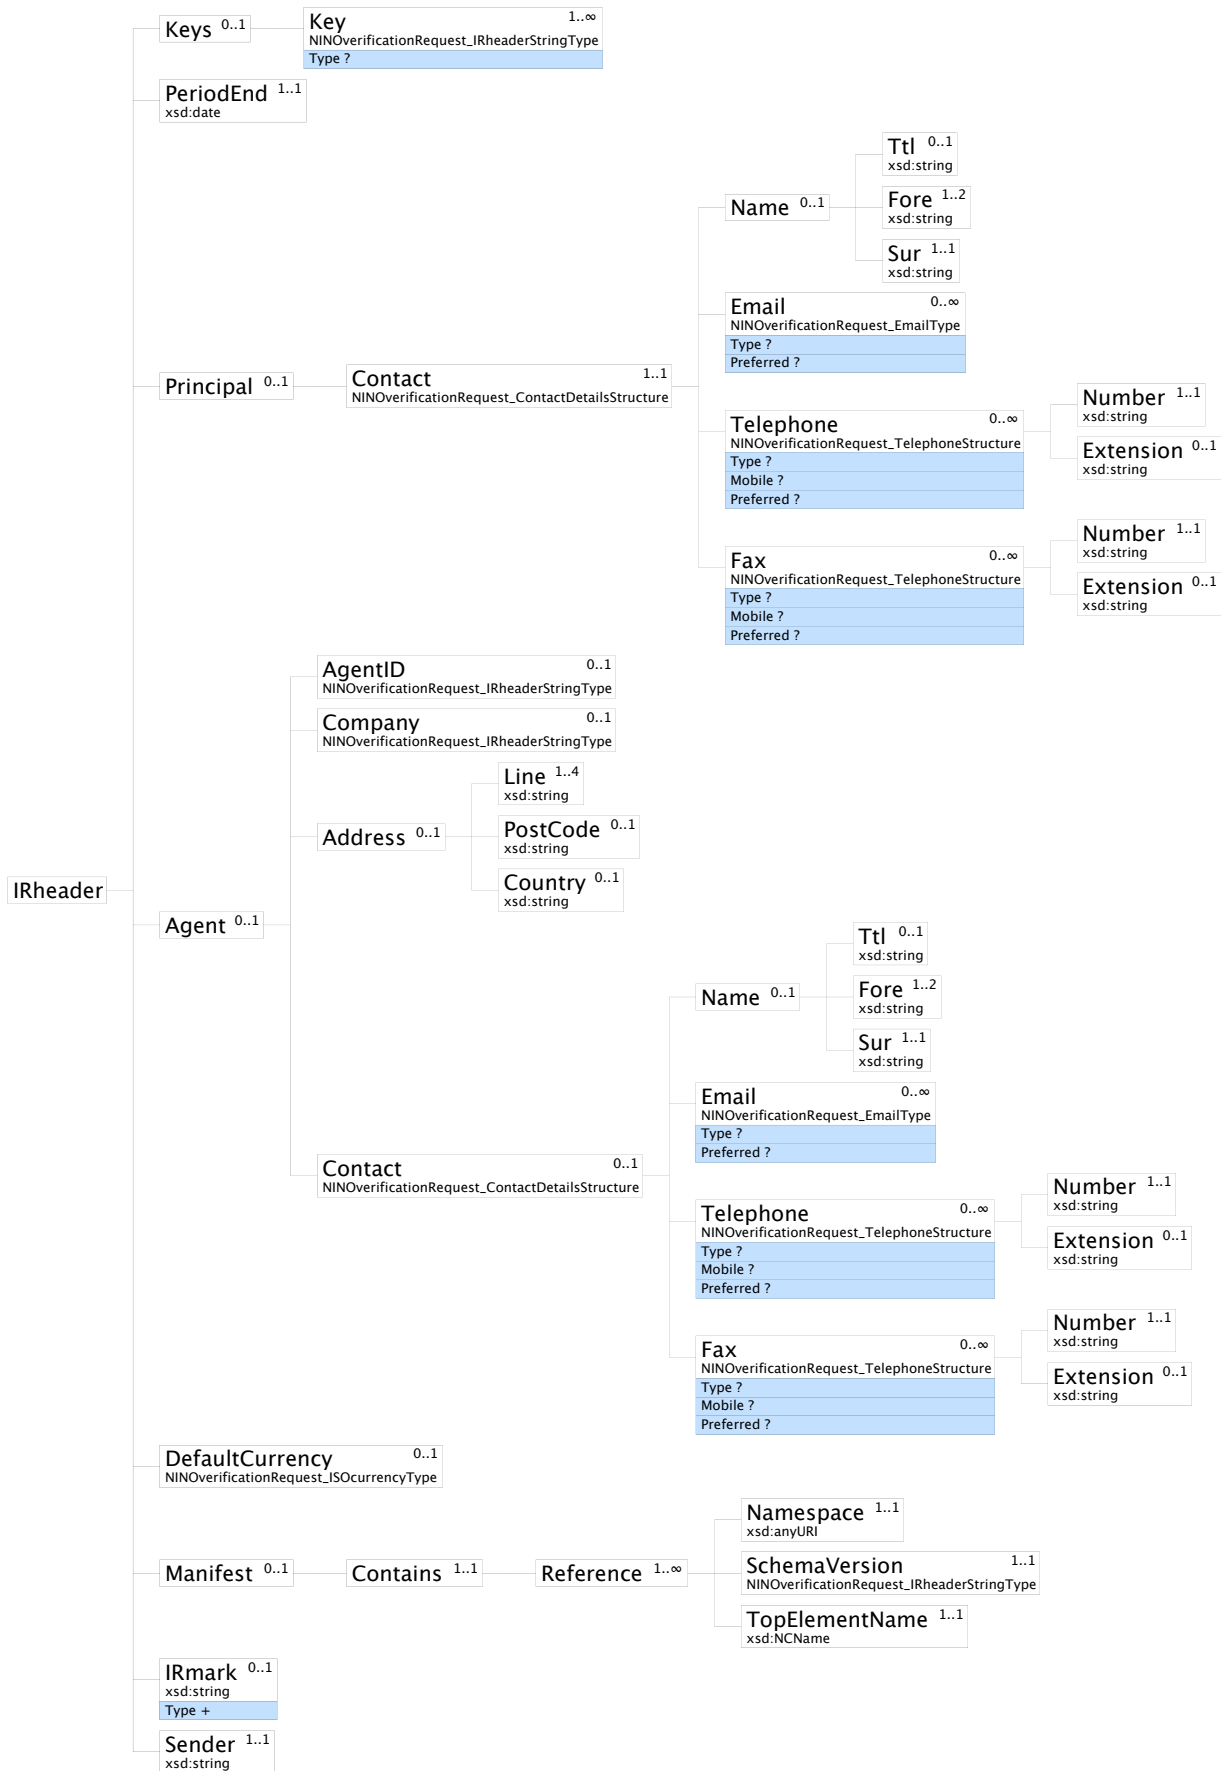 Keys 0..1
Key 1..∞
NINOverificationRequest_IRheaderStringType
Type ?
PeriodEnd 1..1
xsd:date
Ttl 0..1
xsd:string
Name 0..1
Fore 1..2
xsd:string
Sur 1..1
xsd:string
Email 0..∞
NINOverificationRequest_EmailType
Type ?
Preferred ?
Principal 0..1
Contact 1..1
NINOverificationRequest_ContactDetailsStructure
Telephone 0..∞
NINOverificationRequest_TelephoneStructure
Type ?
Mobile ?
Preferred ?
Number 1..1
xsd:string
Extension 0..1
xsd:string
Fax 0..∞
NINOverificationRequest_TelephoneStructure
Type ?
Mobile ?
Preferred ?
Number 1..1
xsd:string
Extension 0..1
xsd:string
AgentID 0..1
NINOverificationRequest_IRheaderStringType
Company 0..1
NINOverificationRequest_IRheaderStringType
Address 0..1
Line 1..4
xsd:string
PostCode 0..1
xsd:string
Country 0..1
xsd:string
IRheader
Agent 0..1
Name 0..1
Ttl 0..1
xsd:string
Fore 1..2
xsd:string
Sur 1..1
xsd:string
Email 0..∞
NINOverificationRequest_EmailType
Type ?
Preferred ?
Contact 0..1
NINOverificationRequest_ContactDetailsStructure
Telephone 0..∞
NINOverificationRequest_TelephoneStructure
Type ?
Mobile ?
Preferred ?
Number 1..1
xsd:string
Extension 0..1
xsd:string
Fax 0..∞
NINOverificationRequest_TelephoneStructure
Type ?
Mobile ?
Preferred ?
Number 1..1
xsd:string
Extension 0..1
xsd:string
DefaultCurrency 0..1
NINOverificationRequest_ISOcurrencyType
Manifest 0..1
Contains 1..1
Reference 1..∞
Namespace 1..1
xsd:anyURI
SchemaVersion 1..1
NINOverificationRequest_IRheaderStringType
TopElementName 1..1
xsd:NCName
IRmark 0..1
xsd:string
Type +
Sender 1..1
xsd:string